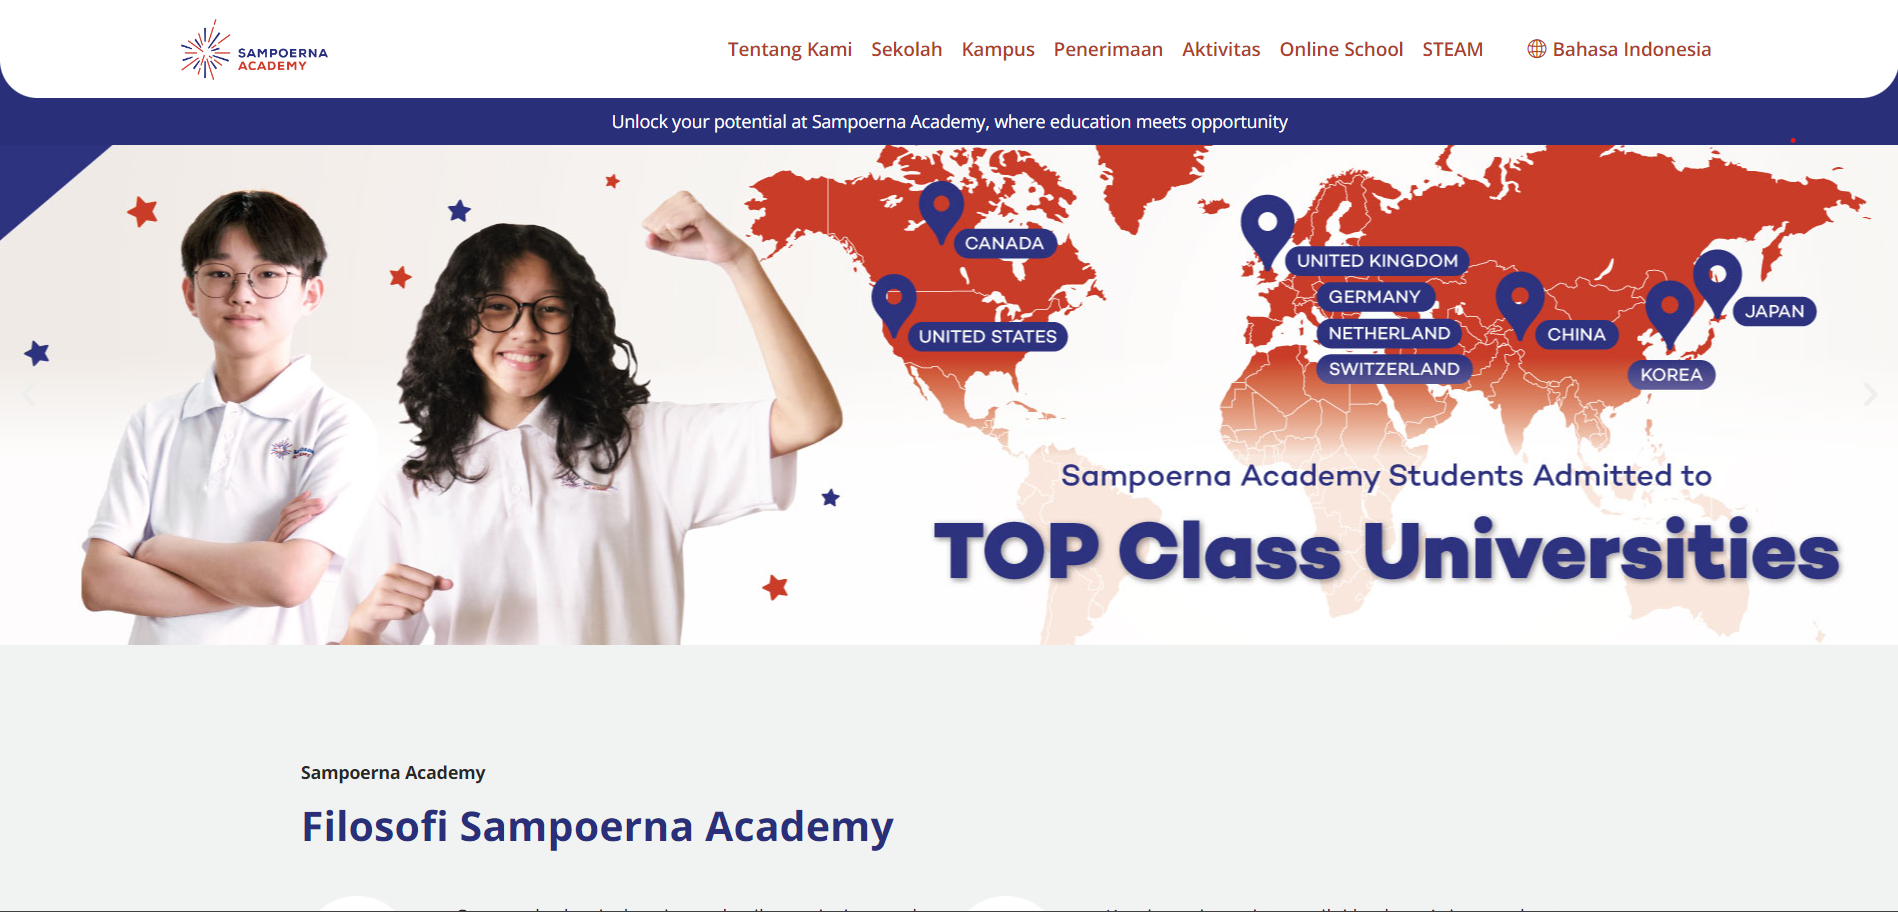 SAMPOERNA
ACADEMY
Tentang Kami Sekolah Kampus Penerimaan Aktivitas Online School STEAM Bahasa Indonesia
Unlock your potential at Sampoerna Academy, where education meets opportunity
CANADA
UNITED STATES
UNITED KINGDOM
GERMANY
NETHERLAND
SWITZERLAND
CHINA
JAPAN
KOREA
Sampoerna Academy Students Admitted to
TOP Class Universities
Sampoerna Academy
Filosofi Sampoerna Academy